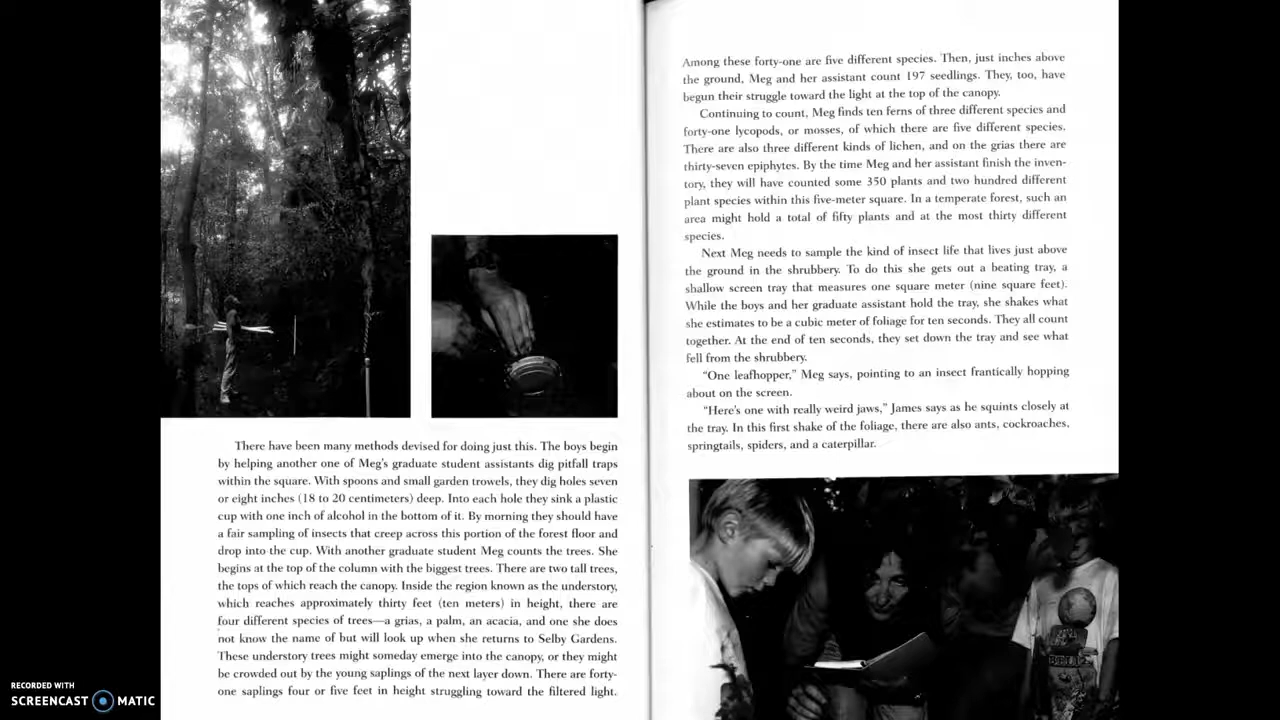 There have been many methods devised for doing just this. The boys begin
by helping another one of Meg's graduate student assistants dig pitfall traps
within the square. With spoons and small garden trowels, they dig holes seven
or eight inches (18 to 20 centimeters) deep. Into each hole they sink a plastic
cup with one inch of alcohol in the bottom of it. By morning they should have
a fair sampling of insects that creep across this portion of the forest floor and
drop into the cup. With another graduate student Meg counts the trees. She
begins at the top of the column with the biggest trees. There are two tall trees,
the tops of which reach the canopy. Inside the region known as the understory,
which reaches approximately thirty feet (ten meters) in height, there are
four different species of trees—a grias, a palm, an acacia, and one she does
not know the name of but will look up when she returns to Selby Gardens.
These understory trees might someday emerge into the canopy, or they might
be crowded out by the young saplings of the next layer down. There are forty-
one saplings four or five feet in height struggling toward the filtered light.
Among these forty-one are five different species. Then, just inches above
the ground, Meg and her assistant count 197 seedlings. They, too, have
begun their struggle toward the light at the top of the canopy.
Continuing to count, Meg finds ten ferns of three different species and
forty-one lycopods, or mosses, of which there are five different species.
There are also three different kinds of lichen, and on the grias there are
thirty-seven epiphytes. By the time Meg and her assistant finish the inven-
tory, they will have counted some 350 plants and two hundred different
plant species within this five-meter square. In a temperate forest, such an
area might hold a total of fifty plants and at the most thirty different
species.
Next Meg needs to sample the kind of insect life that lives just above
the ground in the shrubbery. To do this she gets out a beating tray, a
shallow screen tray that measures one square meter (nine square feet).
While the boys and her graduate assistant hold the tray, she shakes what
she estimates to be a cubic meter of foliage for ten seconds. They all count
together. At the end of ten seconds, they set down the tray and see what
fell from the shrubbery.
"One leafhopper," Meg says, pointing to an insect frantically hopping
about on the screen.
"Here's one with really weird jaws," James says as he squints closely at
the tray. In this first shake of the foliage, there are also ants, cockroaches,
springtails, spiders, and a caterpillar.
RECORDED WITH
SCREENCAST MATIC